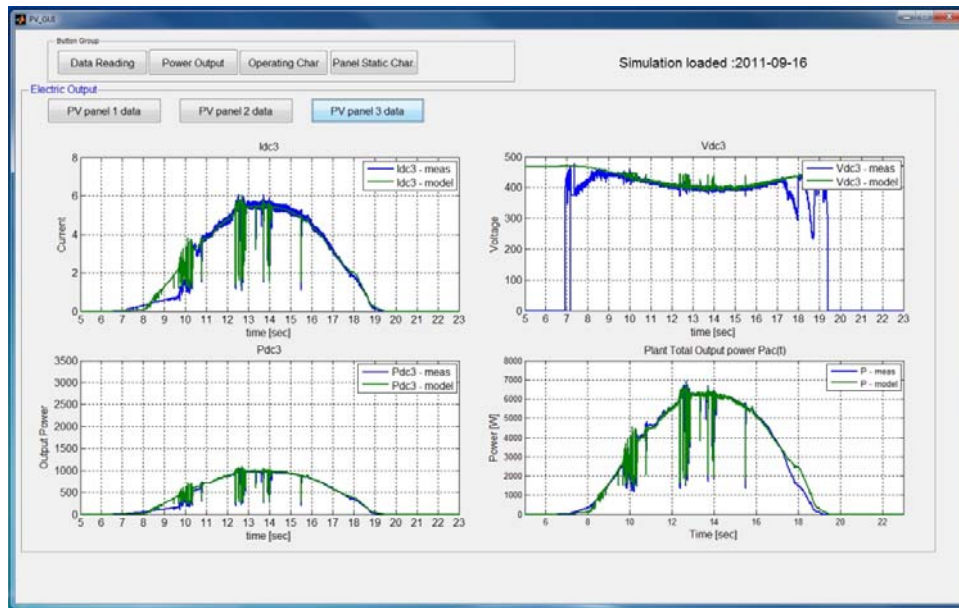 PV_GUI
Button Group
Data Reading Power Output Operating Char Panel Static Char.
Simulation loaded :2011-09-16
Electric Output
PV panel 1 data PV panel 2 data PV panel 3 data
Idc3
8
6
4
2
0
Current
Idc3 - meas
Idc3 - model
5 6 7 8 9 10 11 12 13 14 15 16 17 18 19 20 21 22 23
time [sec]
Vdc3
500
400
300
200
100
0
Voltage
Vdc3 - meas
Vdc3 - model
5 6 7 8 9 10 11 12 13 14 15 16 17 18 19 20 21 22 23
time [sec]
Pdc3
3500
3000
2500
2000
1500
1000
500
0
Output Power
Pdc3 - meas
Pdc3 - model
5 6 7 8 9 10 11 12 13 14 15 16 17 18 19 20 21 22 23
time [sec]
Plant Total Output power Pac(t)
8000
7000
6000
5000
4000
3000
2000
1000
0
Power [W]
P - meas
P - model
6 8 10 12 14 16 18 20 22
Time [sec]